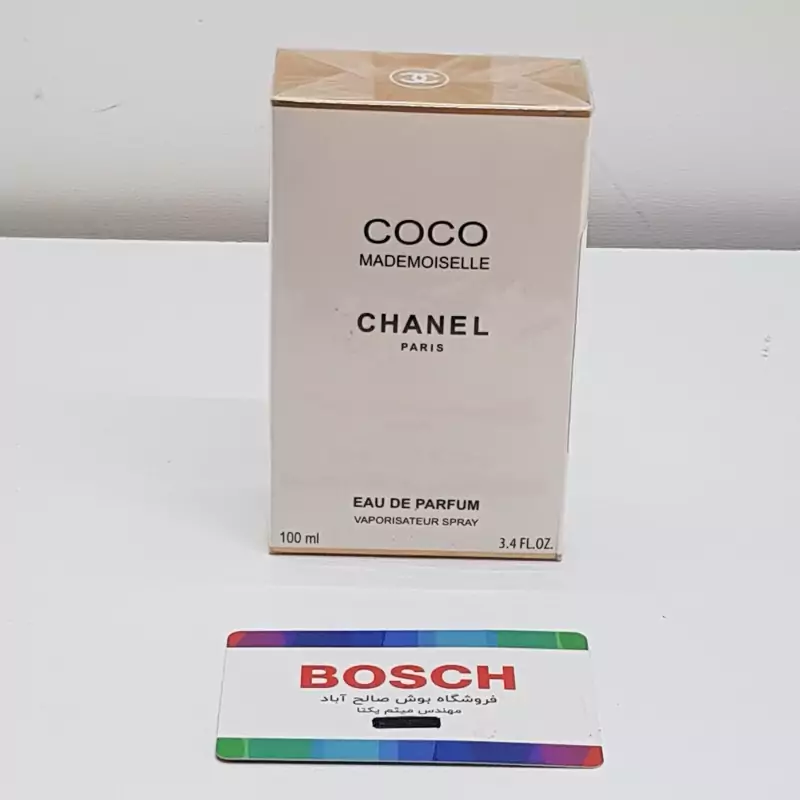 COCO
MADEMOISELLE
CHANEL
PARIS
EAU DE PARFUM
VAPORISATEUR SPRAY
100 ml
3.4 FL.OZ.
BOSCH
فروشگاه بوش صالح آباد
مهندس میثم یکتا